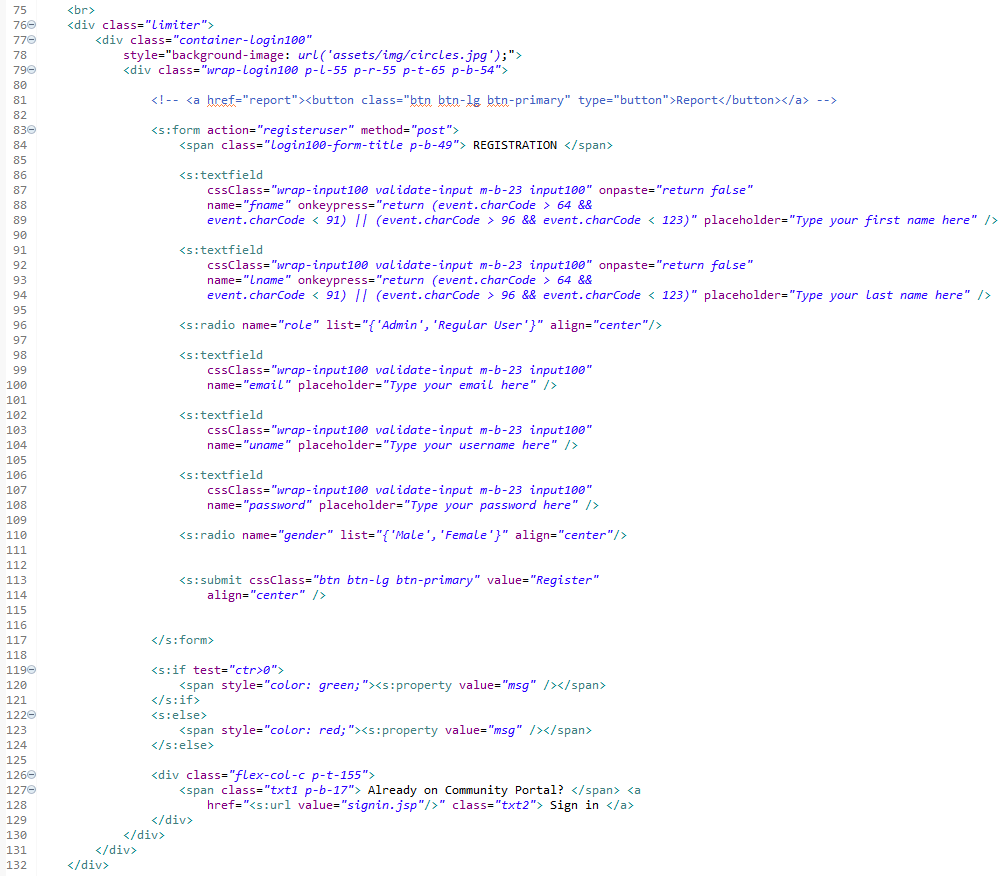 75 <br>
76 <div class="limiter">
77 <div class="container-login100"
78 style="background-image: url('assets/img/circles.jpg');">
79 <div class="wrap-login100 p-l-55 p-r-55 p-t-65 p-b-54">
80
81 <!-- <a href="report"><button class="btn btn-lg btn-primary" type="button">Report</button></a> -->
82
83 <s:form action="registeruser" method="post">
84 <span class="login100-form-title p-b-49"> REGISTRATION </span>
85
86 <s:textfield
87 cssClass="wrap-input100 validate-input m-b-23 input100" onpaste="return false"
88 name="fname" onkeypress="return (event.charCode > 64 &&
89 event.charCode < 91) || (event.charCode > 96 && event.charCode < 123)" placeholder="Type your first name here" />
90
91 <s:textfield
92 cssClass="wrap-input100 validate-input m-b-23 input100" onpaste="return false"
93 name="lname" onkeypress="return (event.charCode > 64 &&
94 event.charCode < 91) || (event.charCode > 96 && event.charCode < 123)" placeholder="Type your last name here" />
95
96 <s:radio name="role" list="{'Admin','Regular User'}" align="center"/>
97
98 <s:textfield
99 cssClass="wrap-input100 validate-input m-b-23 input100"
100 name="email" placeholder="Type your email here" />
101
102 <s:textfield
103 cssClass="wrap-input100 validate-input m-b-23 input100"
104 name="uname" placeholder="Type your username here" />
105
106 <s:textfield
107 cssClass="wrap-input100 validate-input m-b-23 input100"
108 name="password" placeholder="Type your password here" />
109
110 <s:radio name="gender" list="{'Male','Female'}" align="center"/>
111
112
113 <s:submit cssClass="btn btn-lg btn-primary" value="Register"
114 align="center" />
115
116
117 </s:form>
118
119 <s:if test="ctr>0">
120 <span style="color: green;"><s:property value="msg" /></span>
121 </s:if>
122 <s:else>
123 <span style="color: red;"><s:property value="msg" /></span>
124 </s:else>
125
126 <div class="flex-col-c p-t-155">
127 <span class="txt1 p-b-17"> Already on Community Portal? </span> <a
128 href="<s:url value="signin.jsp"/>" class="txt2"> Sign in </a>
129 </div>
130 </div>
131 </div>
132 </div>